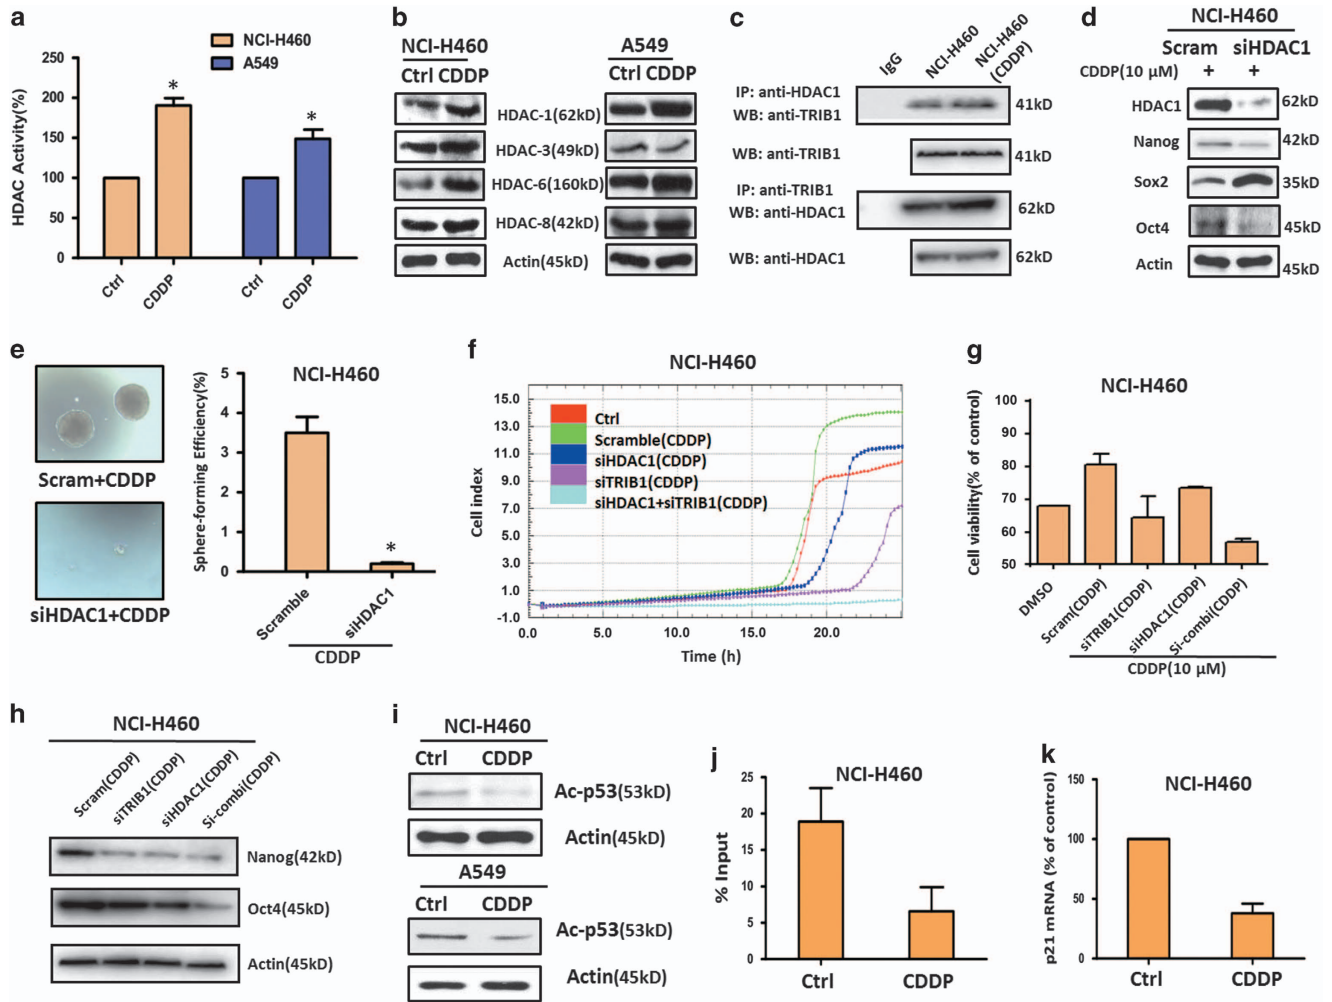 a
NCI-H460
A549
HDAC Activity(%)
250
200
150
100
50
0
*
*
Ctrl
CDDP
Ctrl
CDDP
b
NCI-H460
A549
Ctrl CDDP
Ctrl CDDP
HDAC-1(62kD)
HDAC-3(49kD)
HDAC-6(160kD)
HDAC-8(42kD)
Actin(45kD)
c
IgG
NCI-H460
NCI-H460
(CDDP)
IP: anti-HDAC1
WB: anti-TRIB1
41kD
WB: anti-TRIB1
41kD
IP: anti-TRIB1
WB: anti-HDAC1
62kD
WB: anti-HDAC1
62kD
d
NCI-H460
Scram siHDAC1
CDDP(10 µM) + +
HDAC1 62kD
Nanog 42kD
Sox2 35kD
Oct4 45kD
Actin 45kD
e
Scram+CDDP
siHDAC1+CDDP
NCI-H460
Sphere-forming Efficiency(%)
5
4
3
2
1
0
*
Scramble
siHDAC1
CDDP
f
NCI-H460
Cell index
15.0
13.0
11.0
9.0
7.0
5.0
3.0
1.0
-1.0
Ctrl
Scramble(CDDP)
siHDAC1(CDDP)
siTRIB1(CDDP)
siHDAC1+siTRIB1(CDDP)
0.0 5.0 10.0 15.0 20.0
Time (h)
g
NCI-H460
Cell viability(% of control)
100
90
80
70
60
50
DMSO
Scram(CDDP)
siTRIB1(CDDP)
siHDAC1(CDDP)
Si-combi(CDDP)
CDDP(10 µM)
h
NCI-H460
Scram(CDDP)
siTRIB1(CDDP)
siHDAC1(CDDP)
Si-combi(CDDP)
Nanog(42kD)
Oct4(45kD)
Actin(45kD)
i
NCI-H460
Ctrl CDDP
Ac-p53(53kD)
Actin(45kD)
A549
Ctrl CDDP
Ac-p53(53kD)
Actin(45kD)
j
NCI-H460
% Input
25
20
15
10
5
0
Ctrl CDDP
k
NCI-H460
p21 mRNA (% of control)
150
100
50
0
Ctrl CDDP